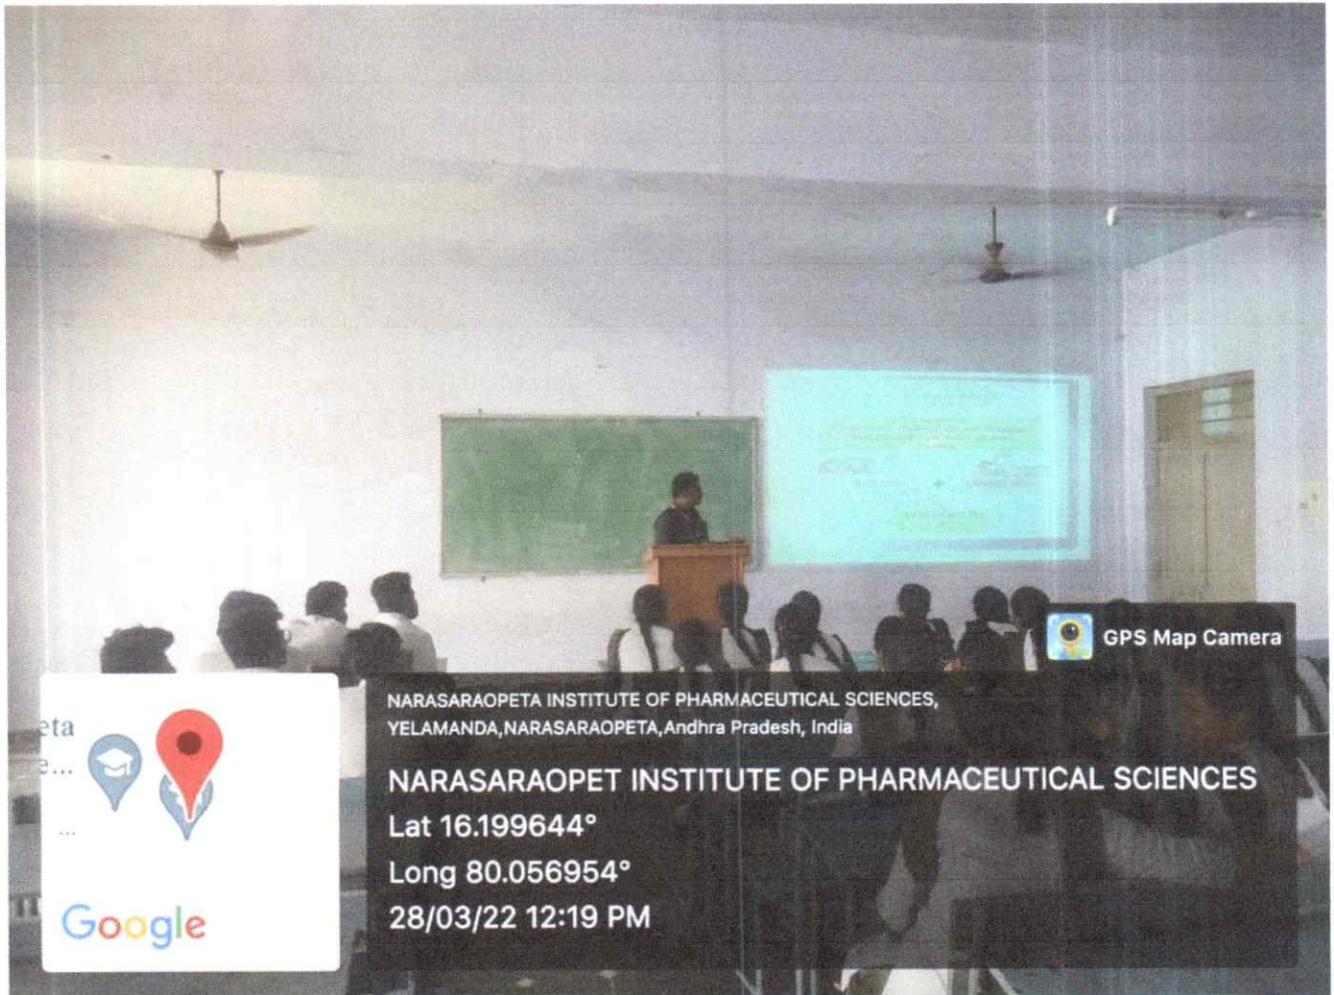 GPS Map Camera
NARASARAOPETA INSTITUTE OF PHARMACEUTICAL SCIENCES,
YELAMANDA,NARASARAOPETA,Andhra Pradesh, India
NARASARAOPET INSTITUTE OF PHARMACEUTICAL SCIENCES
Lat 16.199644°
Long 80.056954°
28/03/22 12:19 PM
eta
e...
...
Google